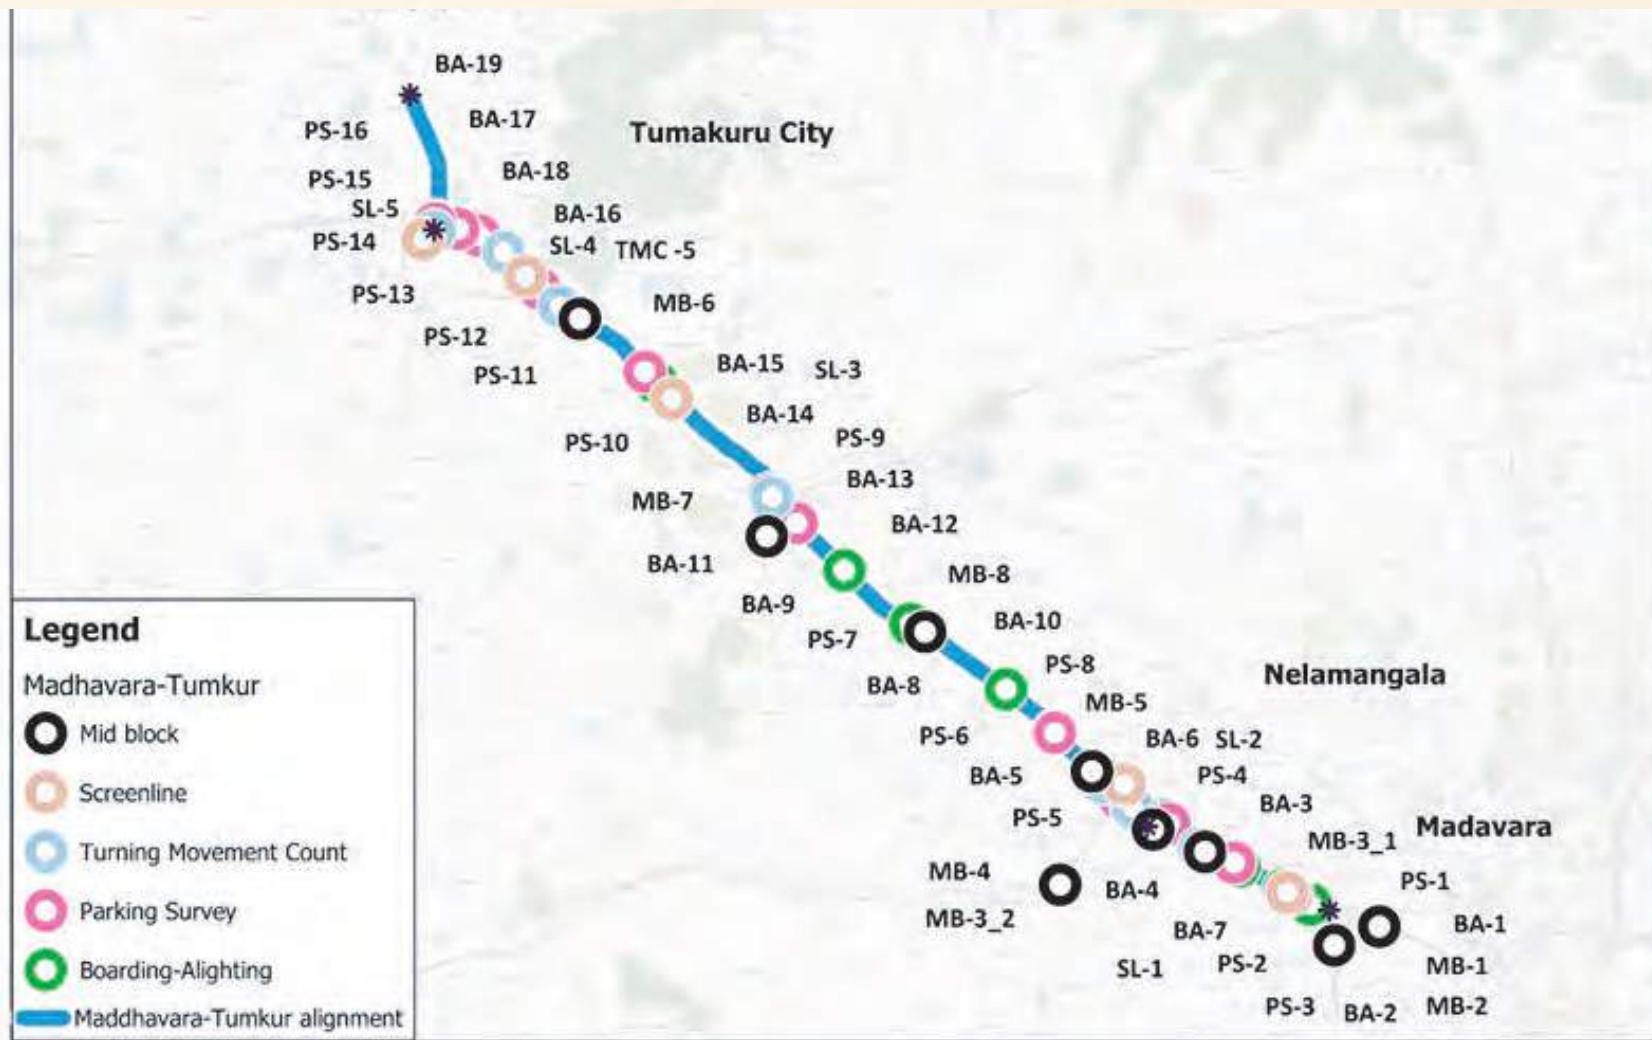 BA-19
BA-17
PS-16
Tumakuru City
BA-18
PS-15
SL-5
BA-16
PS-14
SL-4
TMC -5
PS-13
MB-6
PS-12
BA-15
SL-3
PS-11
BA-14
PS-10
PS-9
BA-13
MB-7
BA-12
BA-11
MB-8
BA-9
BA-10
PS-7
PS-8
Nelamangala
BA-8
MB-5
PS-6
BA-6
SL-2
BA-5
PS-4
BA-3
PS-5
Madavara
MB-3_1
MB-4
PS-1
BA-4
MB-3_2
BA-1
BA-7
SL-1
PS-2
MB-1
PS-3
BA-2
MB-2
Legend
Madhavara-Tumkur
Mid block
Screenline
Turning Movement Count
Parking Survey
Boarding-Alighting
Maddhavara-Tumkur alignment